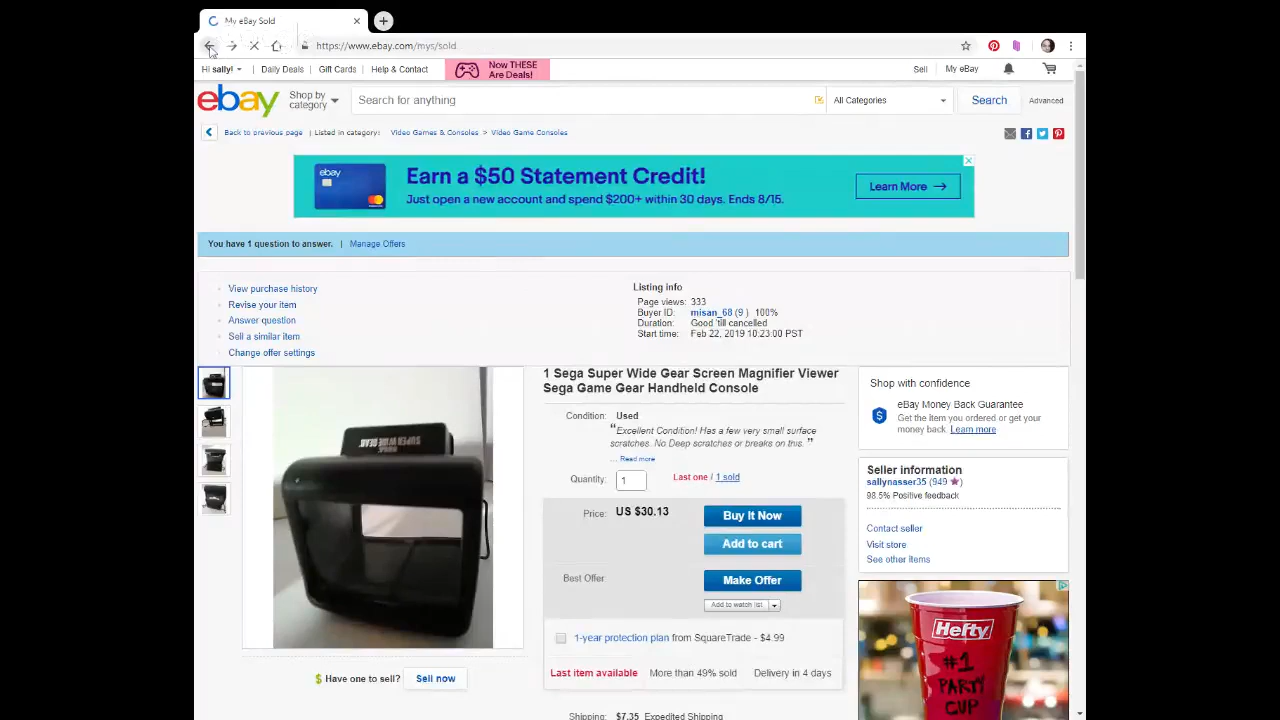 My eBay Sold
https://www.ebay.com/mys/sold
Hi sally! Daily Deals Gift Cards Help & Contact Now THESE Are Deals! Sell My eBay
ebay Shop by category Search for anything All Categories Search Advanced
Back to previous page | Listed in category: Video Games & Consoles > Video Game Consoles
ebay
Earn a $50 Statement Credit!
Just open a new account and spend $200+ within 30 days. Ends 8/15.
Learn More
You have 1 question to answer. | Manage Offers
View purchase history
Revise your item
Answer question
Sell a similar item
Change offer settings
Listing info
Page views: 333
Buyer ID: misan_68 (9 ) 100%
Duration: Good 'till cancelled
Start time: Feb 22, 2019 10:23:00 PST
1 Sega Super Wide Gear Screen Magnifier Viewer
Sega Game Gear Handheld Console
Condition: Used
“Excellent Condition! Has a few very small surface
scratches. No Deep scratches or breaks on this. ”
... Read more
Quantity: 1 Last one / 1 sold
Price: US $30.13 Buy It Now
Add to cart
Best Offer: Make Offer
Add to watch list
1-year protection plan from SquareTrade - $4.99
Last item available More than 49% sold Delivery in 4 days
Shipping: $7.35 Expedited Shipping
SUPER WIDE GEAR
$ Have one to sell? Sell now
Shop with confidence
eBay Money Back Guarantee
Get the item you ordered or get your
money back. Learn more
Seller information
sallynasser35 (949 )
98.5% Positive feedback
Contact seller
Visit store
See other items
Hefty
#1
PARTY
CUP